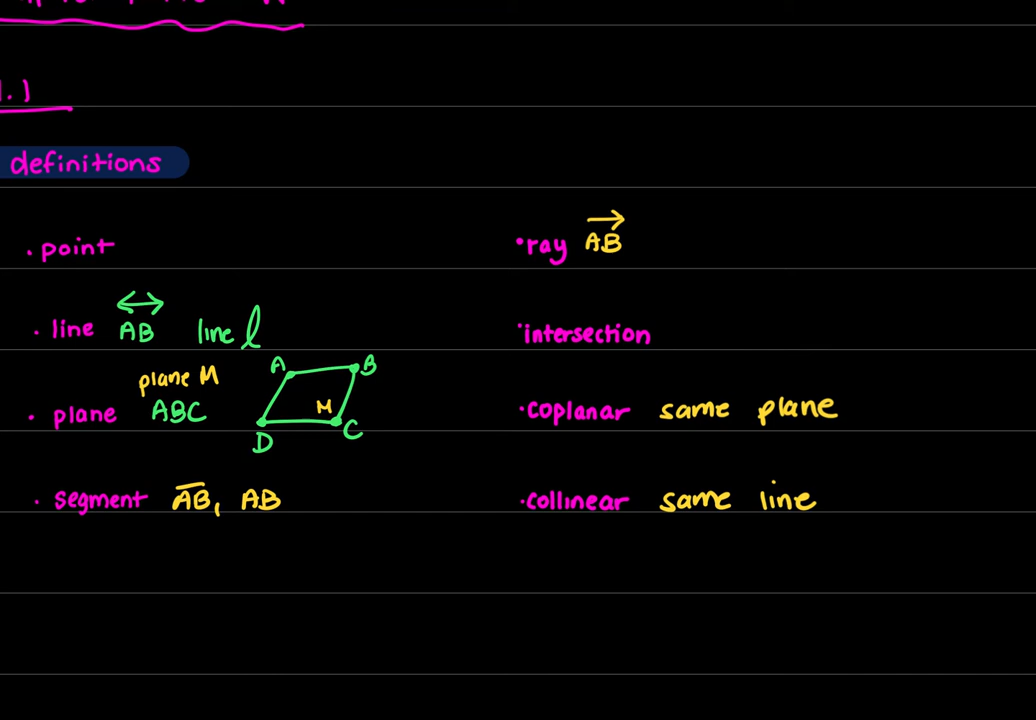 1.1
definitions
• point
• line AB line l
plane M
• plane ABC
A B M D C
• segment AB, AB
• ray AB
• intersection
• coplanar same plane
• collinear same line